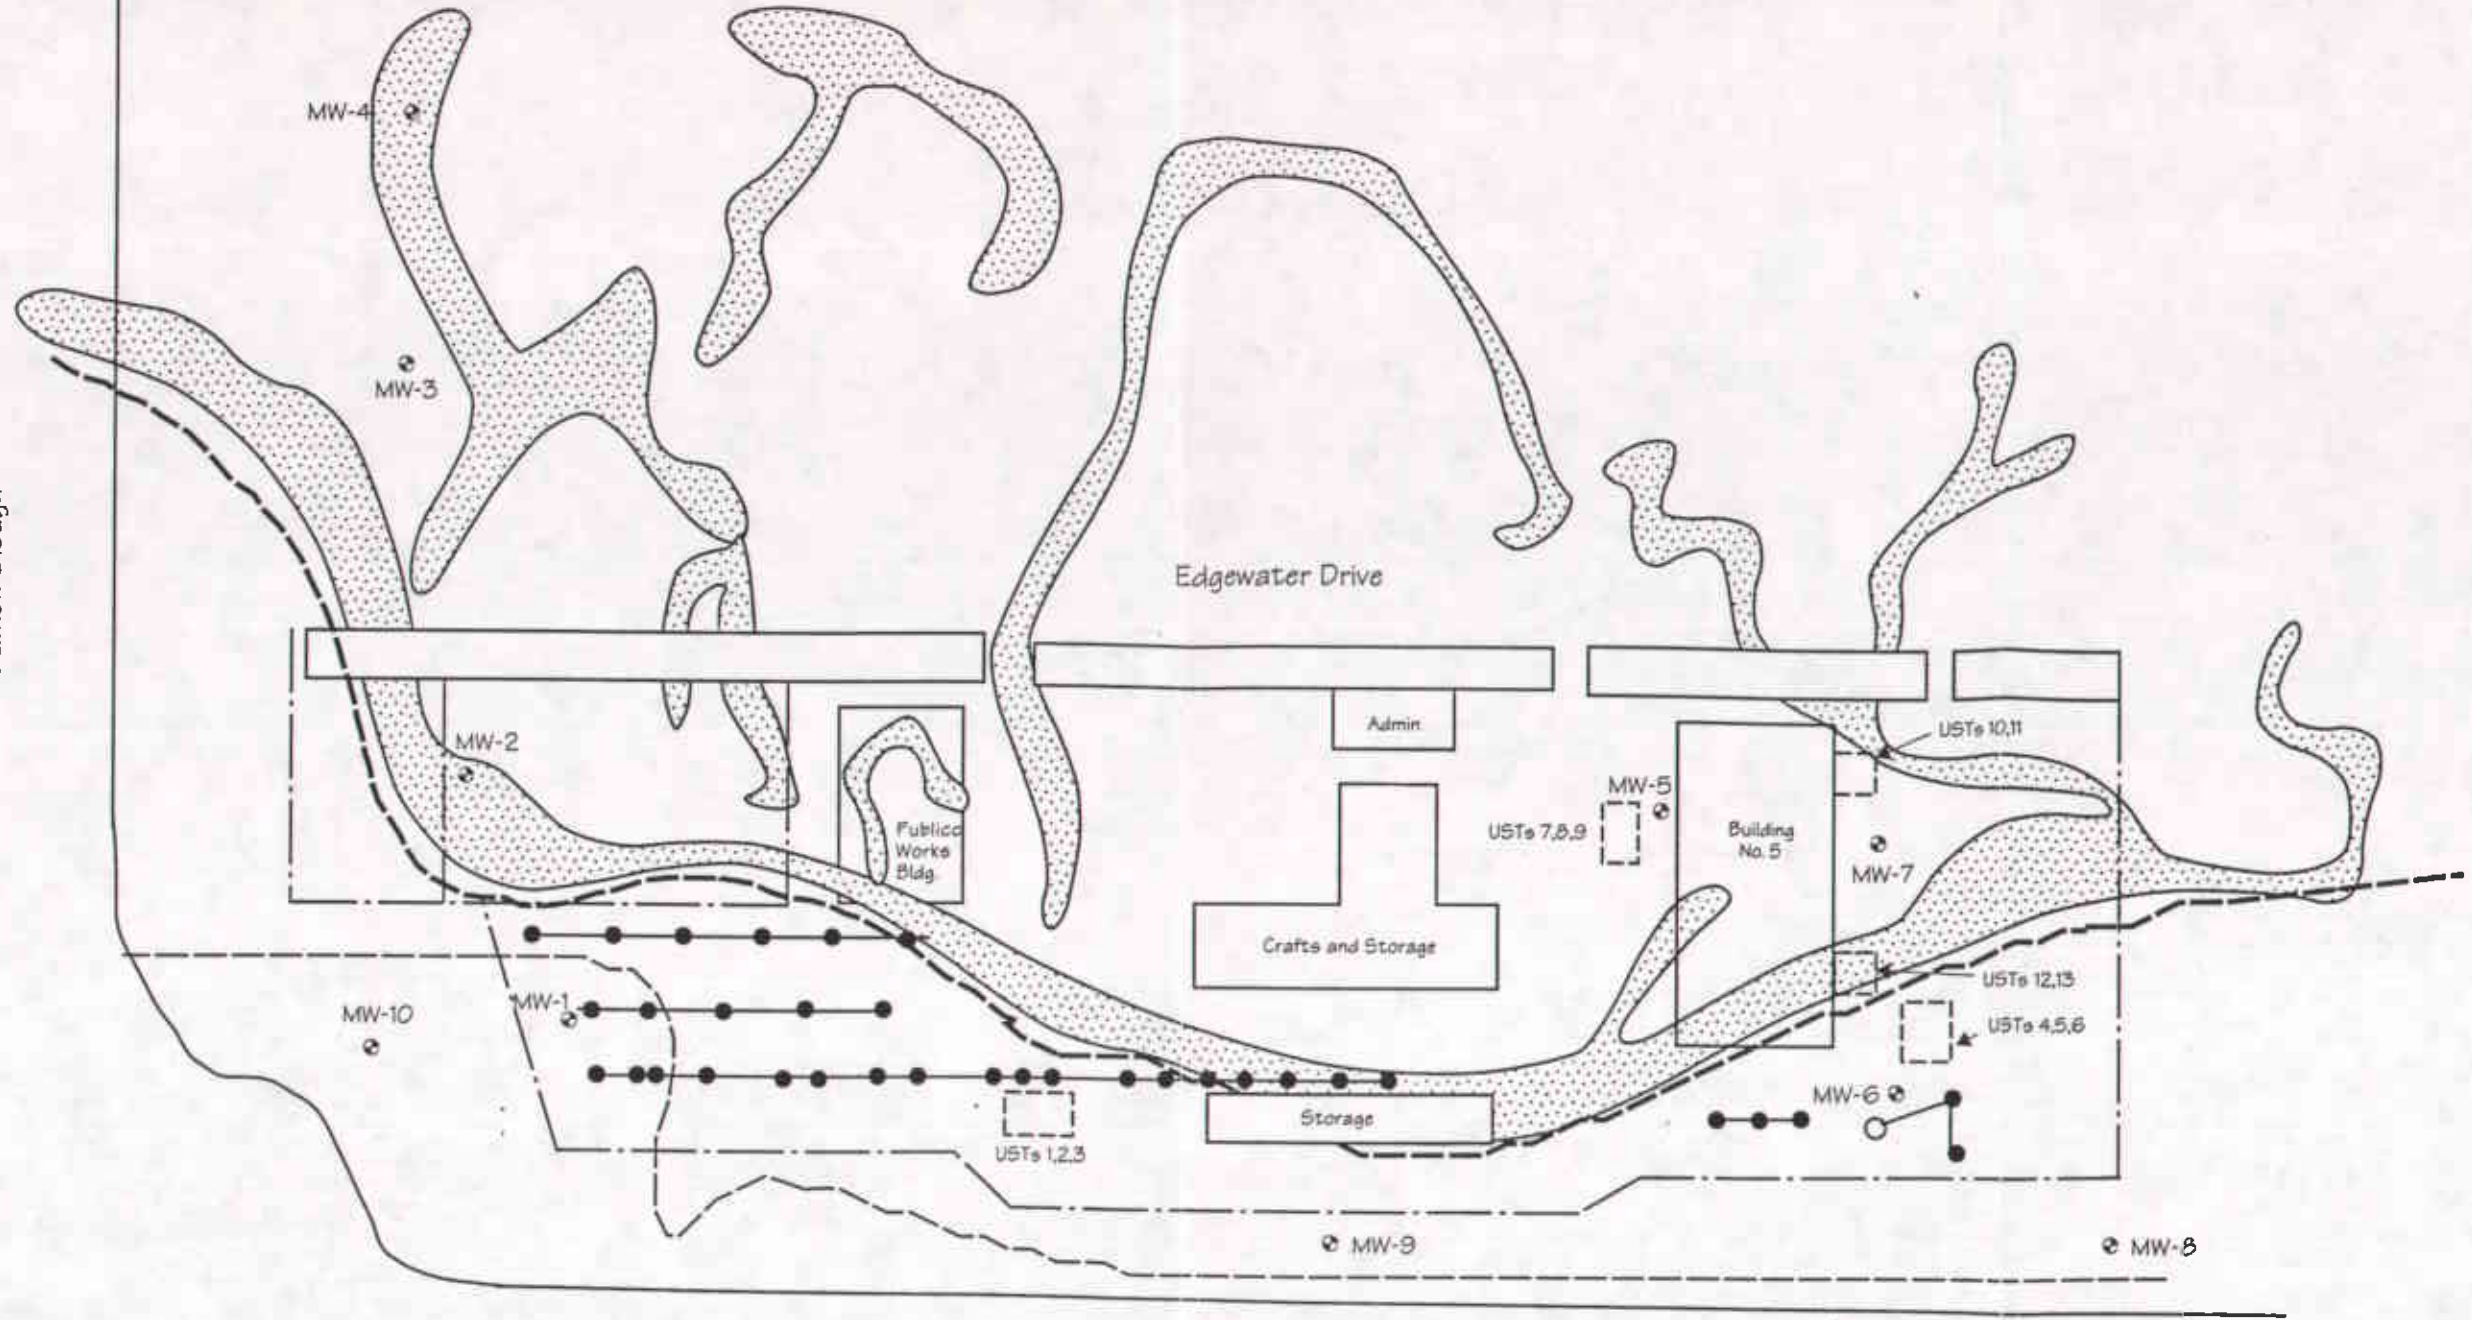 MW-4
MW-3
Edgewater Drive
MW-2
Admin
USTs 10,11
MW-5
USTs 7,8,9
Publicc
Works
Bldg.
Building
No. 5
MW-7
Crafts and Storage
USTs 12,13
MW-1
MW-10
USTs 4,5,6
MW-6
Storage
USTs 1,2,3
MW-9
MW-8